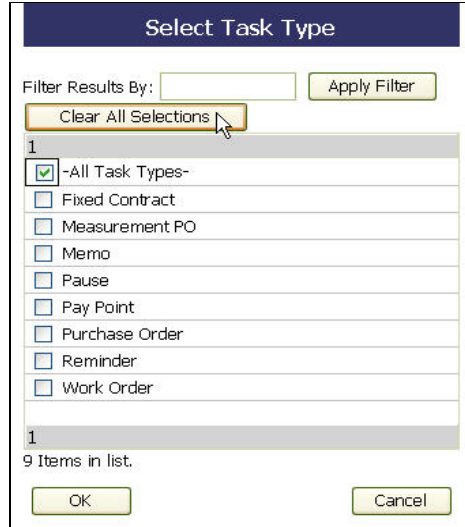 Select Task Type
Filter Results By: Apply Filter
Clear All Selections
1
-All Task Types-
Fixed Contract
Measurement PO
Memo
Pause
Pay Point
Purchase Order
Reminder
Work Order
1
9 Items in list.
OK Cancel